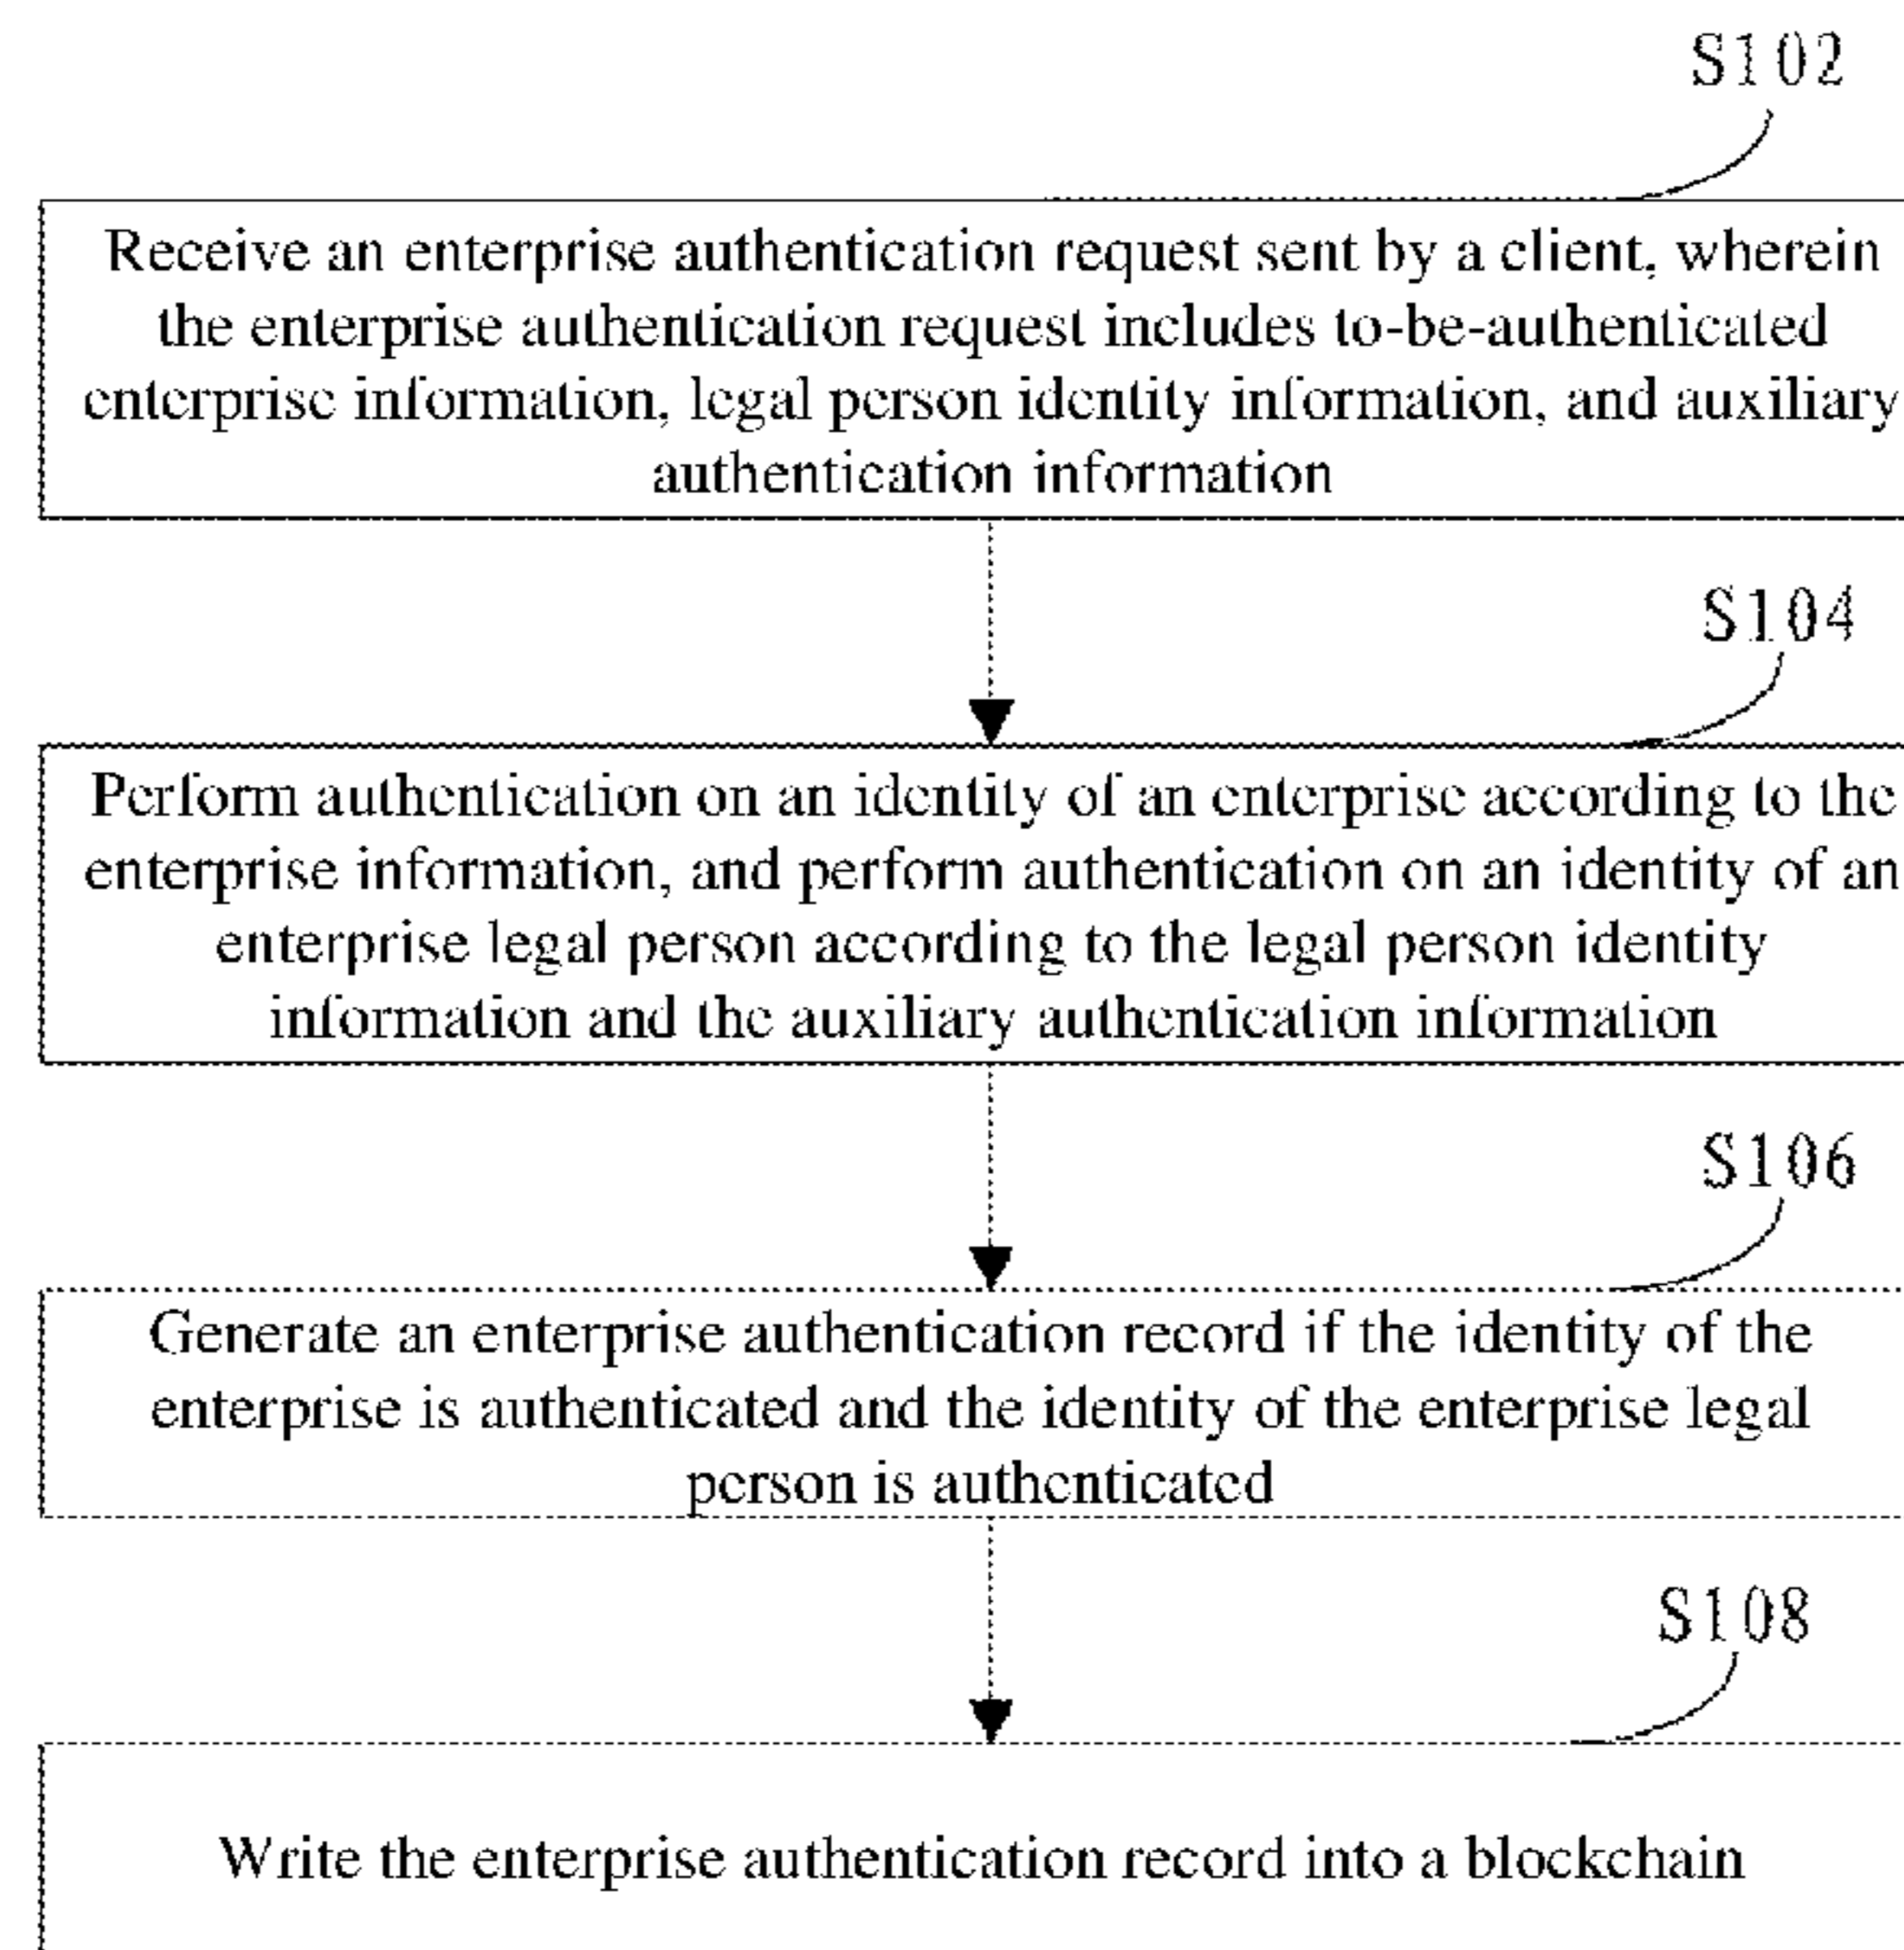 S102
Receive an enterprise authentication request sent by a client, wherein
the enterprise authentication request includes to-be-authenticated
enterprise information, legal person identity information, and auxiliary
authentication information
S104
Perform authentication on an identity of an enterprise according to the
enterprise information, and perform authentication on an identity of an
enterprise legal person according to the legal person identity
information and the auxiliary authentication information
S106
Generate an enterprise authentication record if the identity of the
enterprise is authenticated and the identity of the enterprise legal
person is authenticated
S108
Write the enterprise authentication record into a blockchain